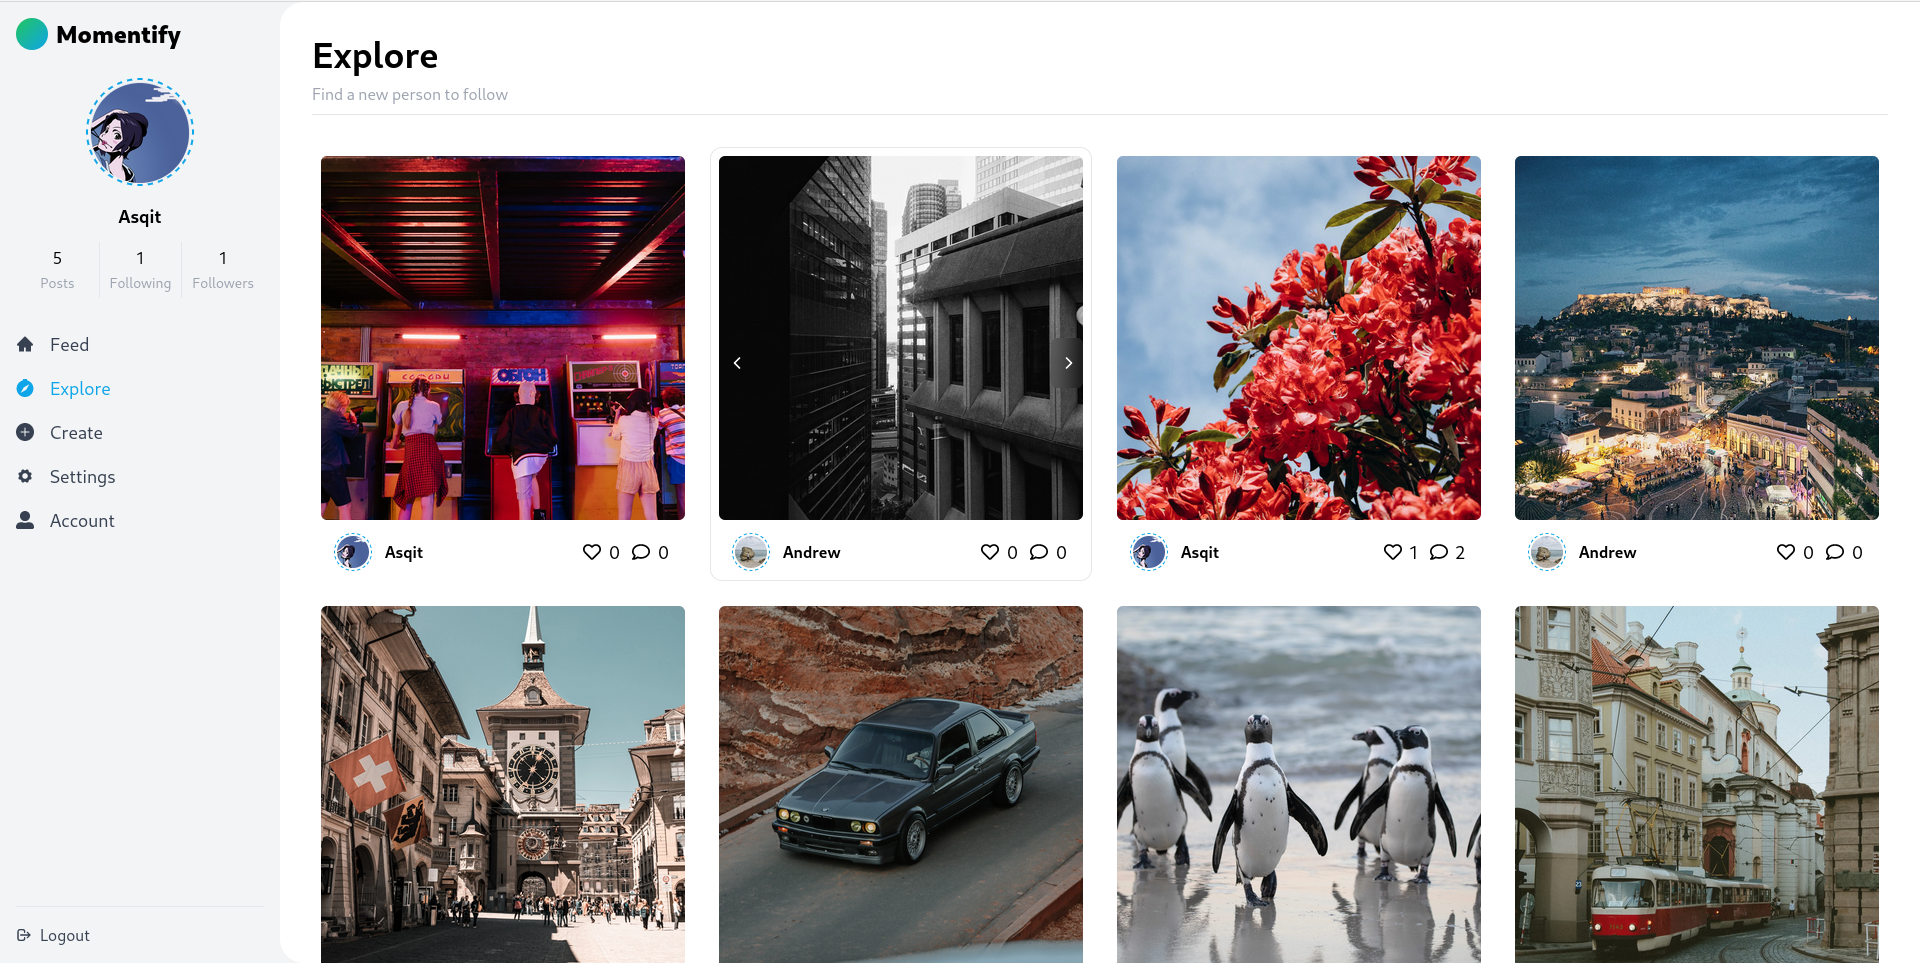 Momentify
Asqit
5
Posts
1
Following
1
Followers
Feed
Explore
Create
Settings
Account
Logout
Explore
Find a new person to follow
ОБГОН
Asqit
0
0
Andrew
0
0
Asqit
1
2
Andrew
0
0